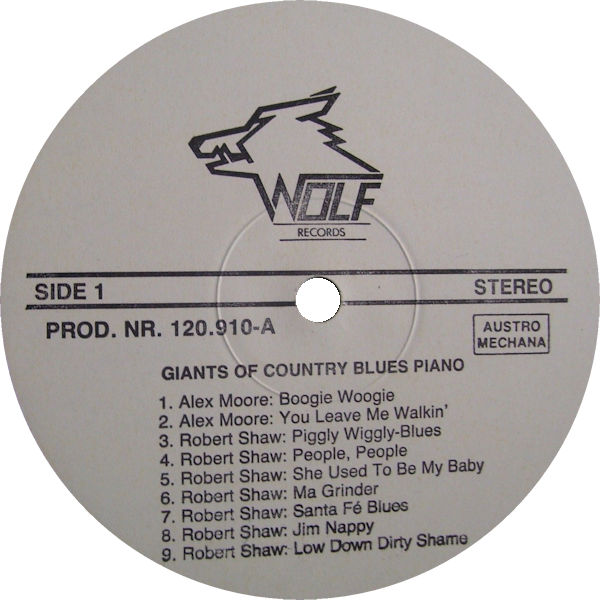 WOLF
RECORDS
SIDE 1
STEREO
PROD. NR. 120.910-A
AUSTRO
MECHANA
GIANTS OF COUNTRY BLUES PIANO
1. Alex Moore: Boogie Woogie
2. Alex Moore: You Leave Me Walkin'
3. Robert Shaw: Piggly Wiggly-Blues
4. Robert Shaw: People, People
5. Robert Shaw: She Used To Be My Baby
6. Robert Shaw: Ma Grinder
7. Robert Shaw: Santa Fé Blues
8. Robert Shaw: Jim Nappy
9. Robert Shaw: Low Down Dirty Shame